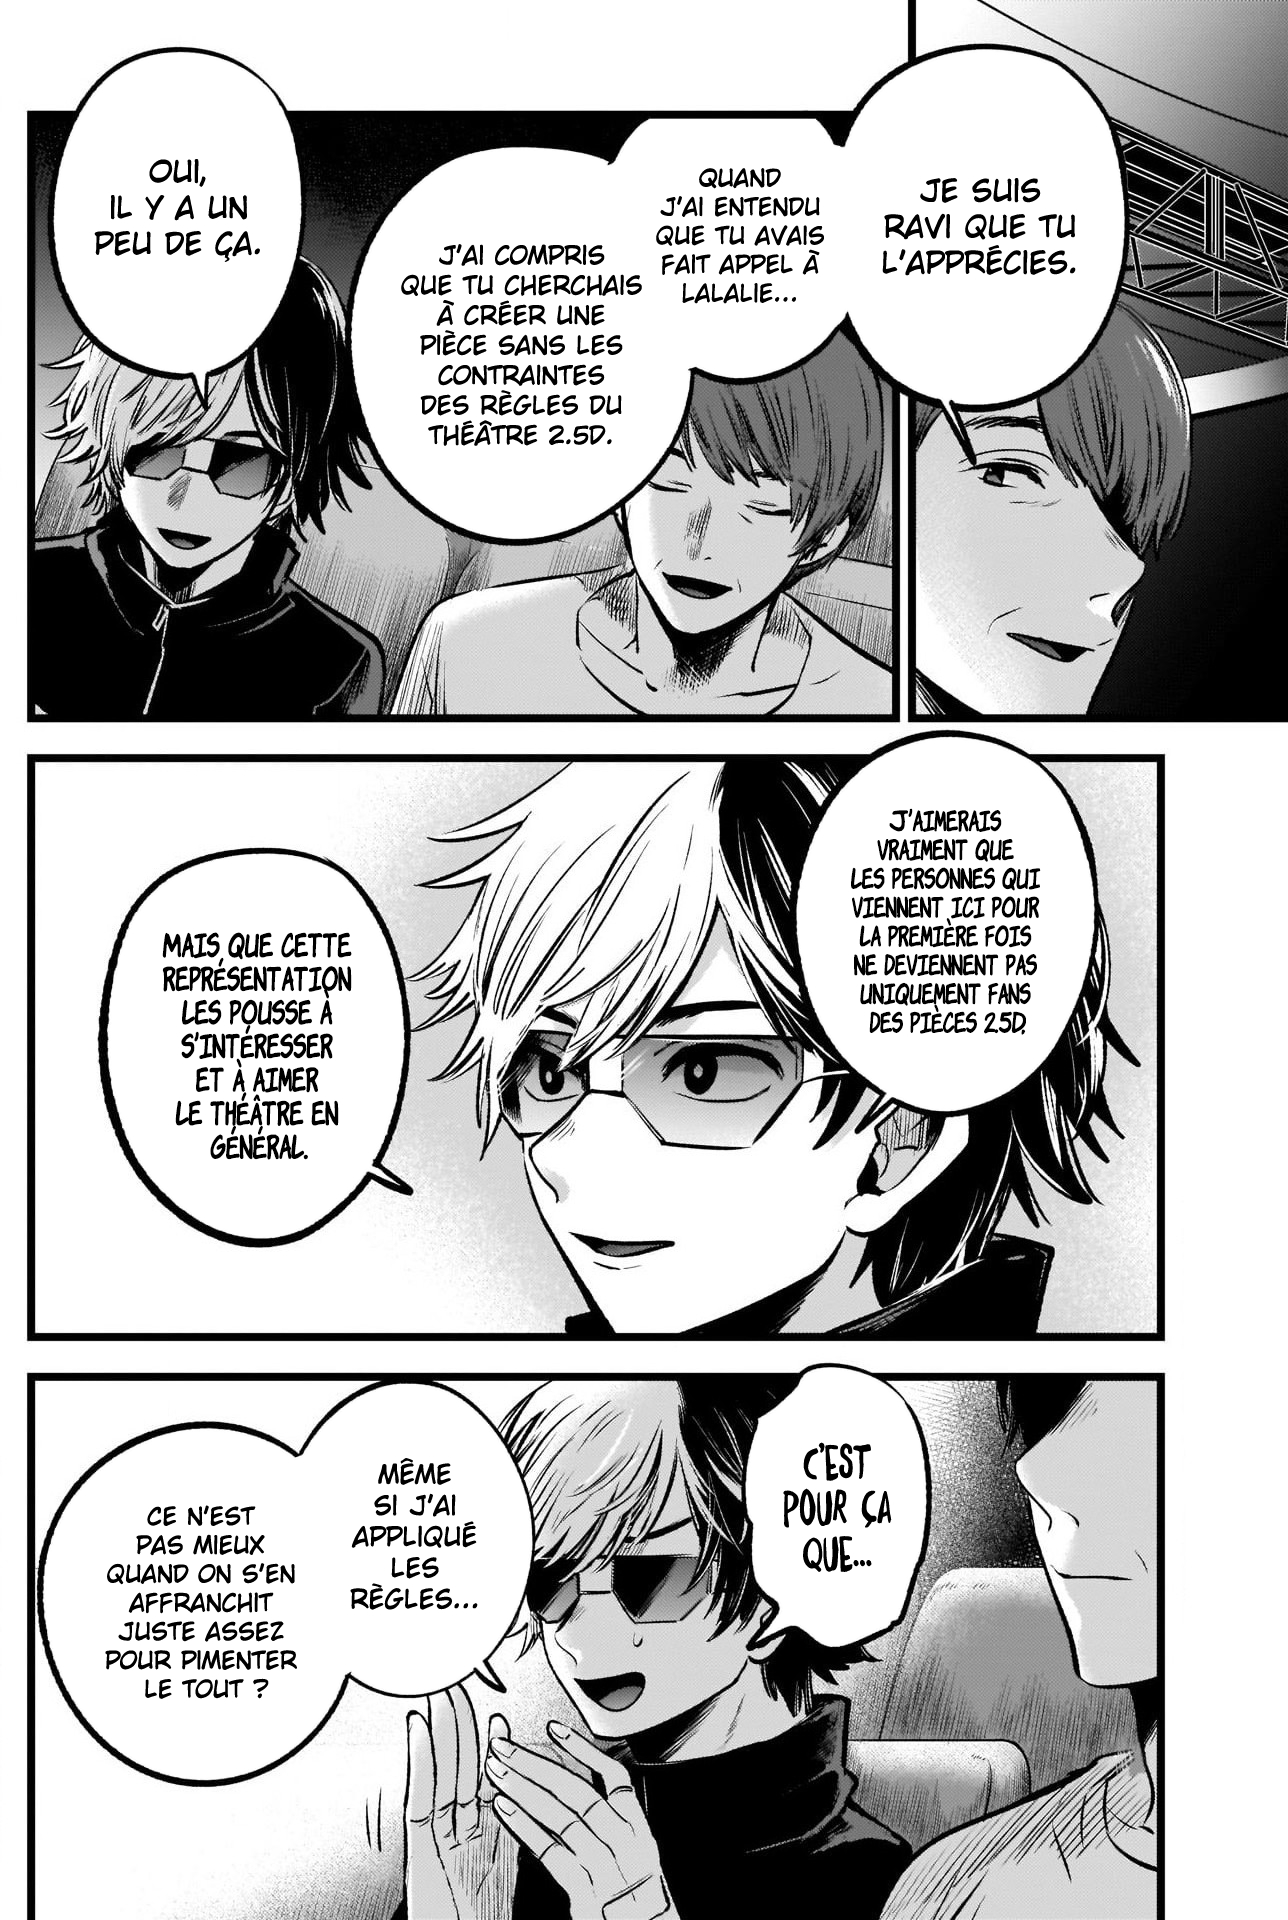 JE SUIS
RAVI QUE TU
L'APPRÉCIES.
QUAND
J'AI ENTENDU
QUE TU AVAIS
FAIT APPEL À
LALALIE...
J'AI COMPRIS
QUE TU CHERCHAIS
À CRÉER UNE
PIÈCE SANS LES
CONTRAINTES
DES RÈGLES DU
THÉÂTRE 2.5D.
OUI,
IL Y A UN
PEU DE ÇA.
J'AIMERAIS
VRAIMENT QUE
LES PERSONNES QUI
VIENNENT ICI POUR
LA PREMIÈRE FOIS
NE DEVIENNENT PAS
UNIQUEMENT FANS
DES PIÈCES 2.5D.
MAIS QUE CETTE
REPRÉSENTATION
LES POUSSE À
S'INTÉRESSER
ET À AIMER
LE THÉÂTRE EN
GÉNÉRAL.
C'EST
POUR ÇA
QUE...
MÊME
SI J'AI
APPLIQUÉ
LES
RÈGLES...
CE N'EST
PAS MIEUX
QUAND ON S'EN
AFFRANCHIT
JUSTE ASSEZ
POUR PIMENTER
LE TOUT ?